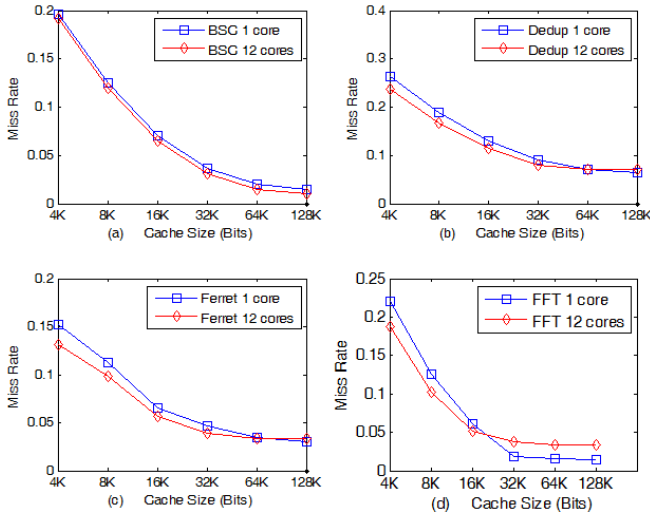 0.2
0.15
0.1
0.05
0
Miss Rate
BSG 1 core
BSG 12 cores
4K 8K 16K 32K 64K 128K
(a) Cache Size (Bits)
0.4
0.3
0.2
0.1
0
Miss Rate
Dedup 1 core
Dedup 12 cores
4K 8K 16K 32K 64K 128K
(b) Cache Size (Bits)
0.2
0.15
0.1
0.05
0
Miss Rate
Ferret 1 core
Ferret 12 cores
4K 8K 16K 32K 64K 128K
(c) Cache Size (Bits)
0.25
0.2
0.15
0.1
0.05
0
Miss Rate
FFT 1 core
FFT 12 cores
4K 8K 16K 32K 64K 128K
(d) Cache Size (Bits)